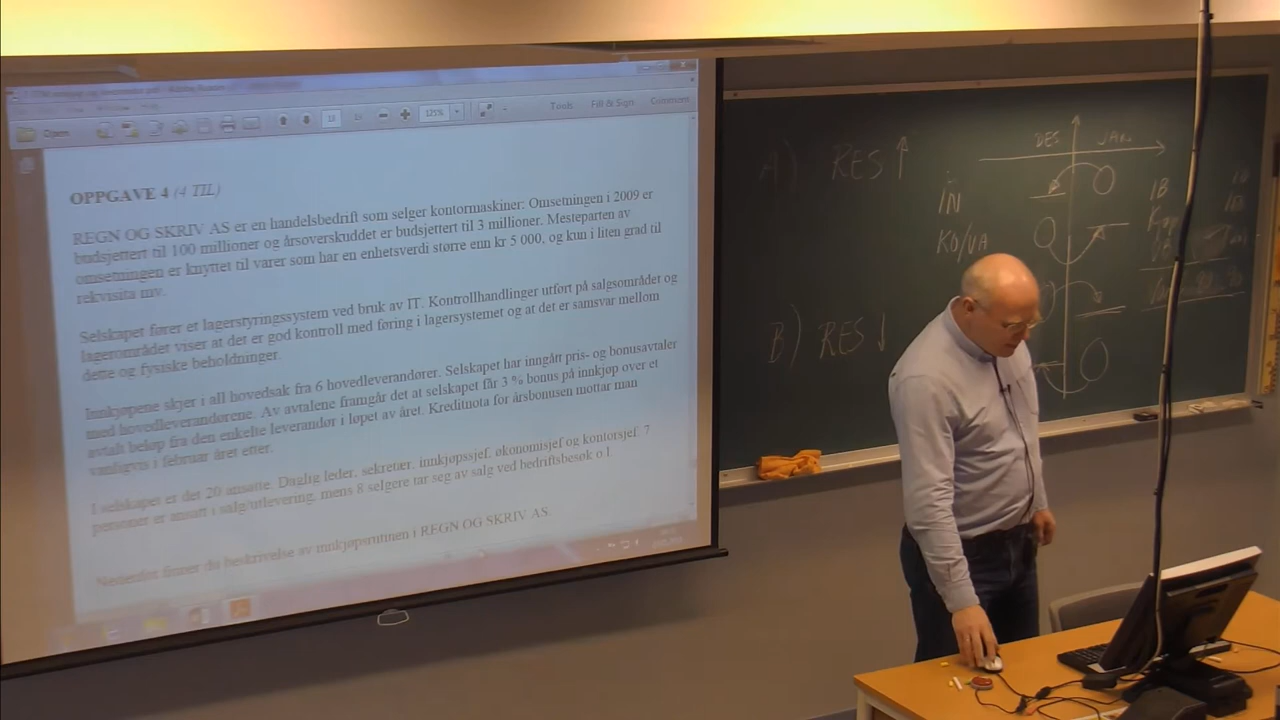 Open
125%
Tools
Fill & Sign
Comment
OPPGAVE 4 (4 TIL)
REGN OG SKRIV AS er en handelsbedrift som selger kontormaskiner. Omsetningen i 2009 er
budsjettert til 100 millioner og årsoverskuddet er budsjettert til 3 millioner. Mesteparten av
omsetningen er knyttet til varer som har en enhetsverdi større enn kr 5 000, og kun i liten grad til
rekvisita mv.
Selskapet fører et lagerstyringssystem ved bruk av IT. Kontrollhandlinger utført på salgsområdet og
lagerområdet viser at det er god kontroll med føring i lagersystemet og at det er samsvar mellom
dette og fysiske beholdninger.
Innkjøpene skjer i all hovedsak fra 6 hovedleverandører. Selskapet har inngått pris- og bonusavtaler
med hovedleverandørene. Av avtalene framgår det at selskapet får 3 % bonus på innkjøp over et
avtalt beløp fra den enkelte leverandør i løpet av året. Kreditnota for årsbonusen mottar man
vanligvis i februar året etter.
I selskapet er det 20 ansatte. Daglig leder, sekretær, innkjøpssjef, økonomisjef og kontorsjef. 7
personer er ansatt i salg/utlevering, mens 8 selgere tar seg av salg ved bedriftsbesøk o.l.
Nedenfor finner du beskrivelse av innkjøpsrutinen i REGN OG SKRIV AS.
A) RES ↑
DES JAN
IN
KO/VA
IB
B) RES ↓